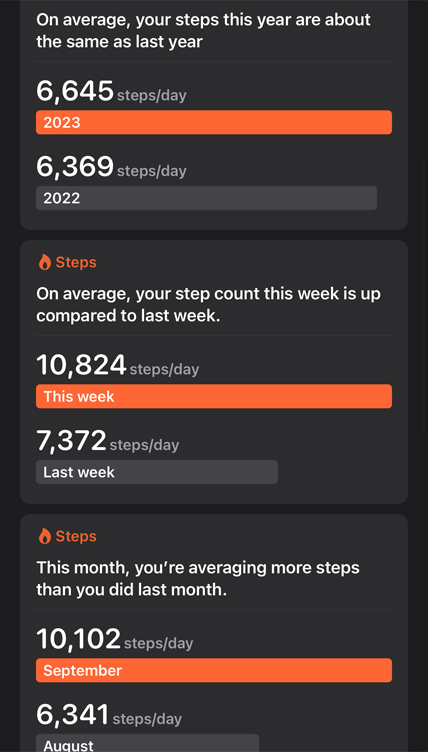 On average, your steps this year are about
the same as last year
6,645 steps/day
2023
6,369 steps/day
2022
Steps
On average, your step count this week is up
compared to last week.
10,824 steps/day
This week
7,372 steps/day
Last week
Steps
This month, you’re averaging more steps
than you did last month.
10,102 steps/day
September
6,341 steps/day
August